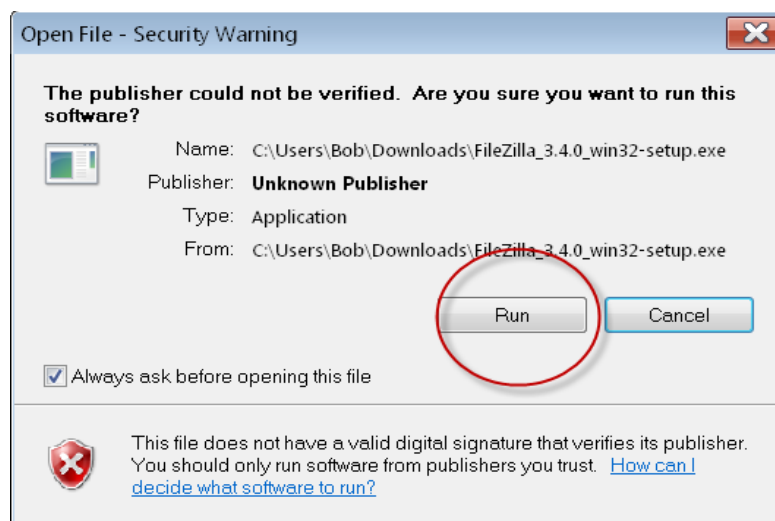 Open File - Security Warning
The publisher could not be verified.  Are you sure you want to run this
software?
Name: C:\Users\Bob\Downloads\FileZilla_3.4.0_win32-setup.exe
Publisher: Unknown Publisher
Type: Application
From: C:\Users\Bob\Downloads\FileZilla_3.4.0_win32-setup.exe
Run Cancel
Always ask before opening this file
This file does not have a valid digital signature that verifies its publisher.
You should only run software from publishers you trust.  How can I
decide what software to run?